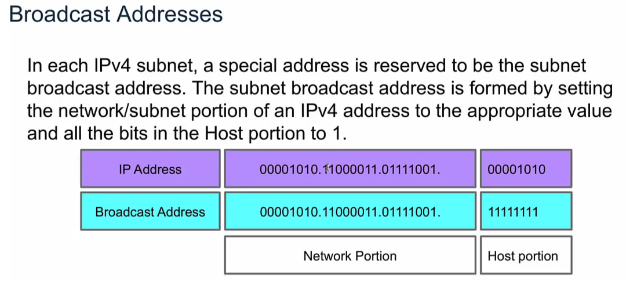 Broadcast Addresses
In each IPv4 subnet, a special address is reserved to be the subnet
broadcast address. The subnet broadcast address is formed by setting
the network/subnet portion of an IPv4 address to the appropriate value
and all the bits in the Host portion to 1.
IP Address 00001010.11000011.01111001. 00001010
Broadcast Address 00001010.11000011.01111001. 11111111
Network Portion Host portion